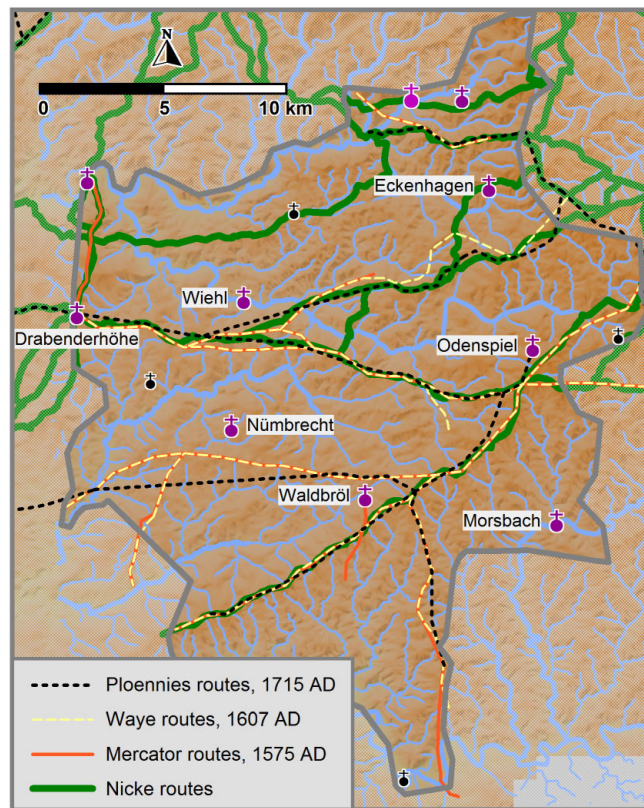 N
0 5 10 km
Eckenhagen
Wiehl
Drabenderhöhe
Odenspiel
Nümbrecht
Waldbröl
Morsbach
Ploennies routes, 1715 AD
Waye routes, 1607 AD
Mercator routes, 1575 AD
Nicke routes